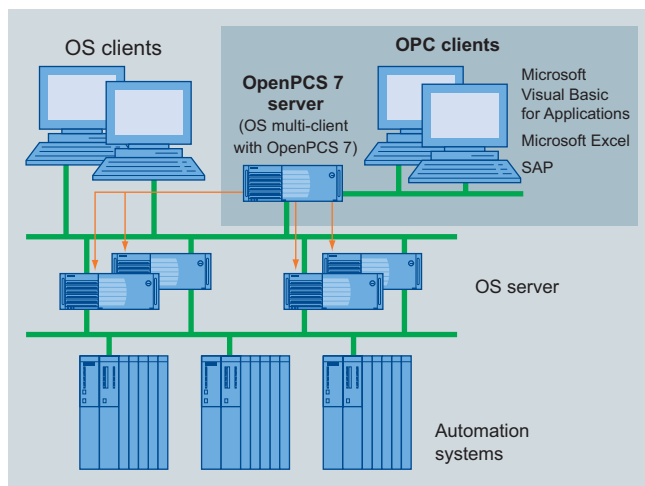 OS clients
OPC clients
OpenPCS 7
server
(OS multi-client
with OpenPCS 7)
Microsoft
Visual Basic
for Applications
Microsoft Excel
SAP
OS server
Automation
systems